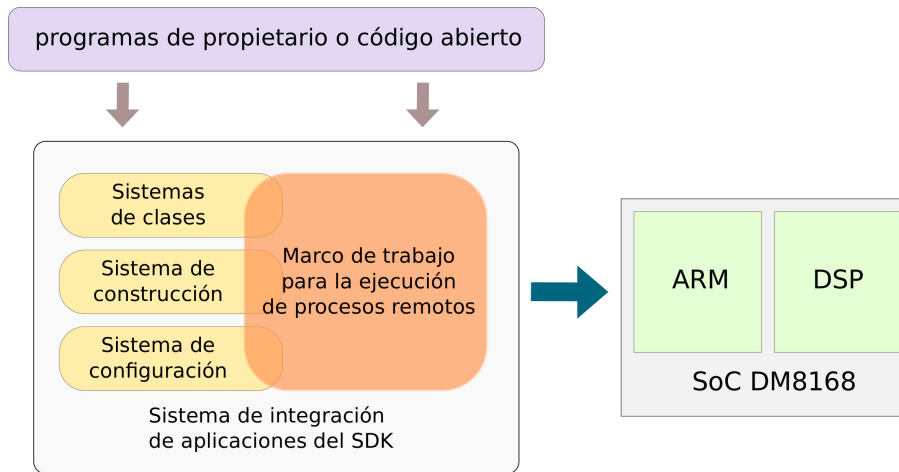 programas de propietario o código abierto
Sistemas
de clases
Sistema de
construcción
Sistema de
configuración
Marco de trabajo
para la ejecución
de procesos remotos
Sistema de integración
de aplicaciones del SDK
ARM
DSP
SoC DM8168